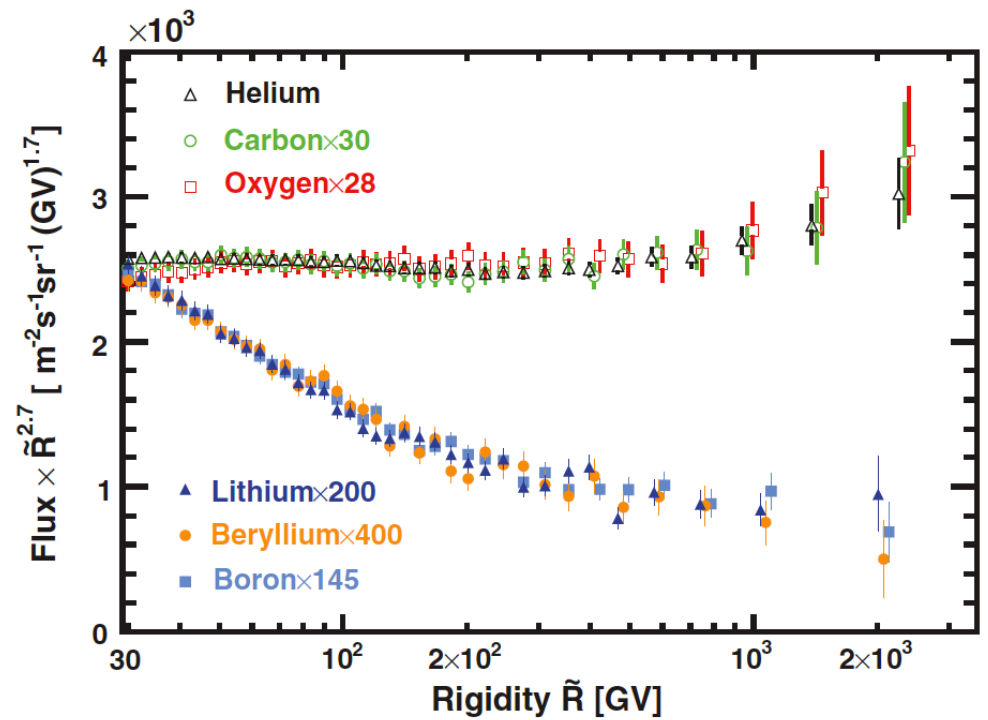 ×10³
4
3
2
1
0
Helium
Carbon×30
Oxygen×28
Lithium×200
Beryllium×400
Boron×145
Flux × R̃²·⁷ [ m⁻²s⁻¹sr⁻¹ (GV)¹·⁷ ]
30 10² 2×10² 10³ 2×10³
Rigidity R̃ [GV]